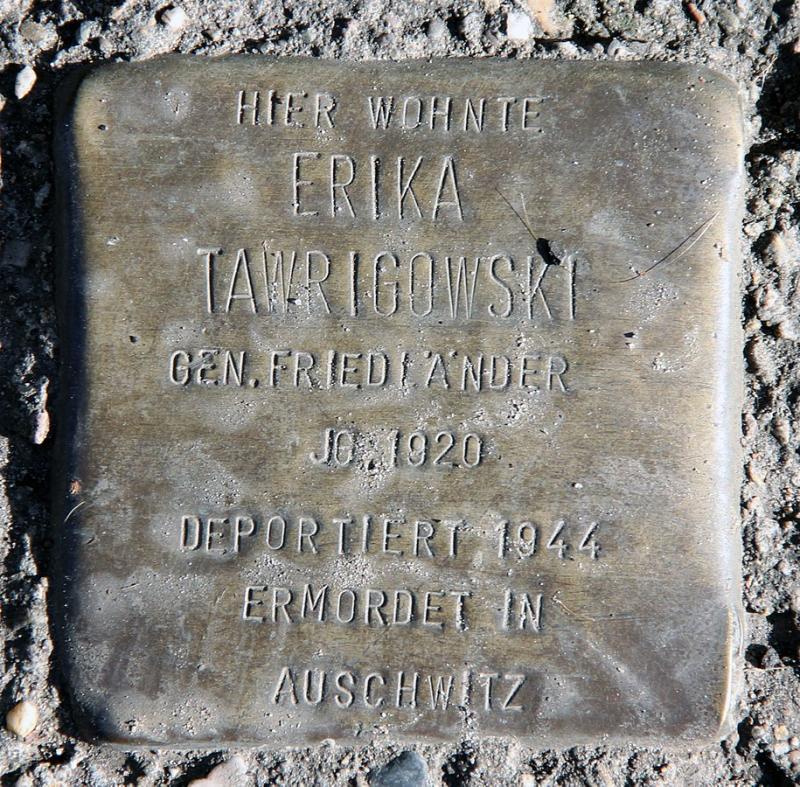 HIER WOHNTE
ERIKA
TAWRIGOWSKI
GEN. FRIEDLÄNDER
JG. 1920
DEPORTIERT 1944
ERMORDET IN
AUSCHWITZ